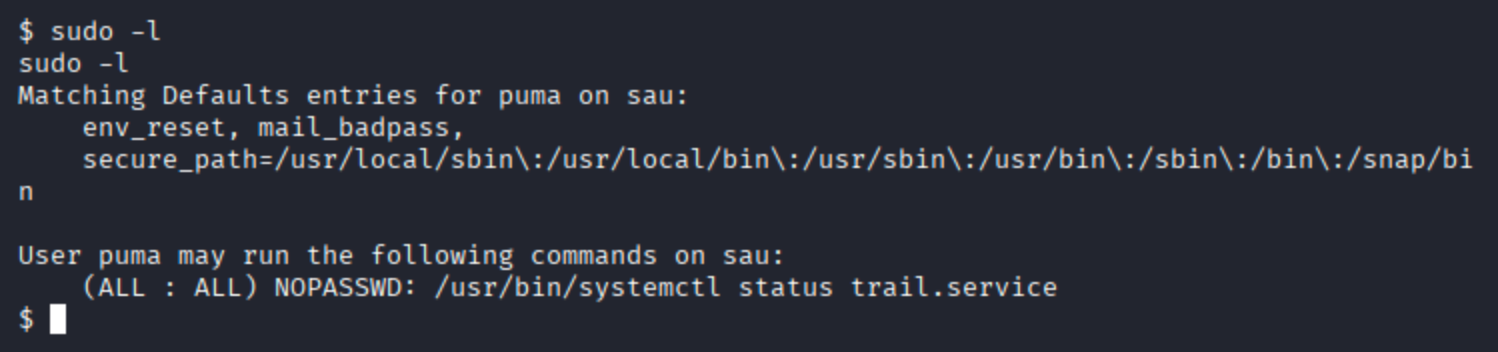 $ sudo -l
sudo -l
Matching Defaults entries for puma on sau:
    env_reset, mail_badpass,
    secure_path=/usr/local/sbin\:/usr/local/bin\:/usr/sbin\:/usr/bin\:/sbin\:/bin\:/snap/bi
n

User puma may run the following commands on sau:
    (ALL : ALL) NOPASSWD: /usr/bin/systemctl status trail.service
$